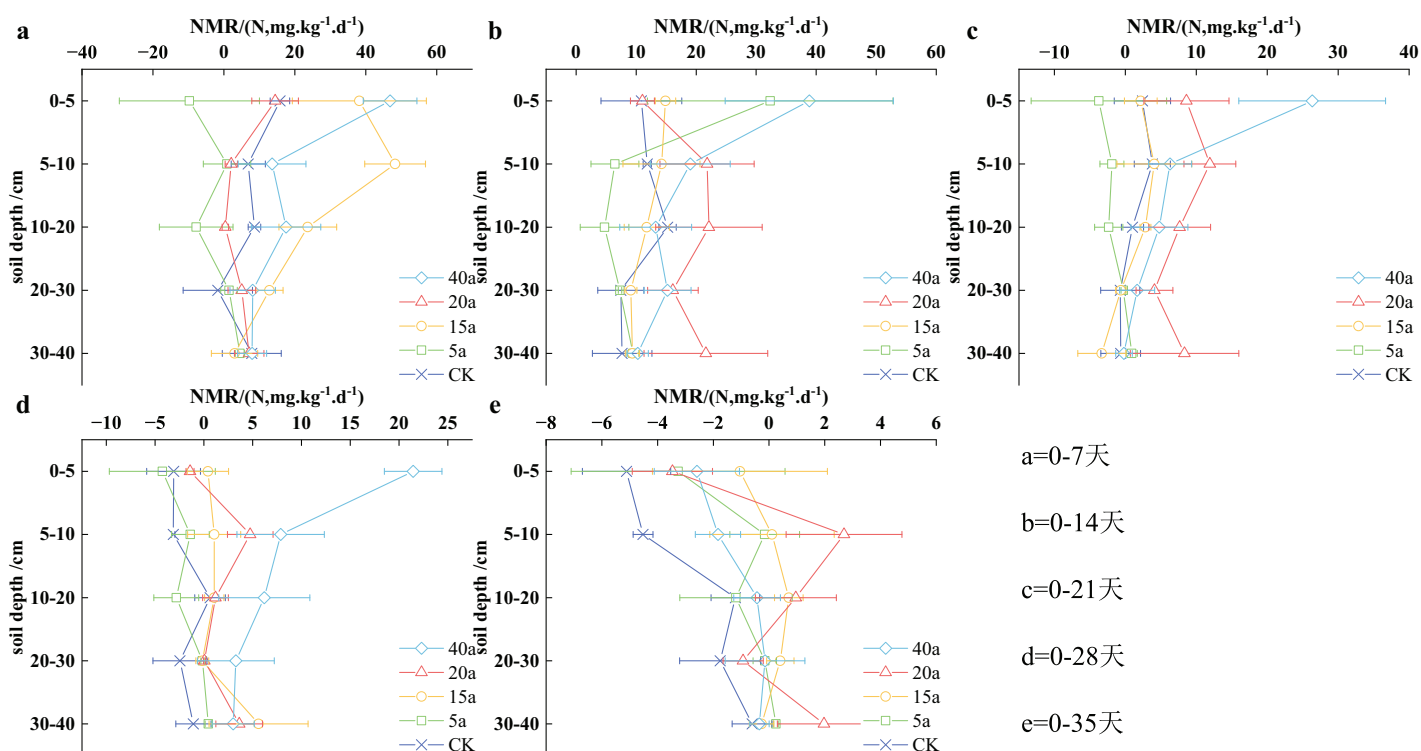 a
NMR/(N,mg.kg⁻¹.d⁻¹)
−40 −20 0 20 40 60
soil depth /cm
0-5
5-10
10-20
20-30
30-40
40a
20a
15a
5a
CK
b
NMR/(N,mg.kg⁻¹.d⁻¹)
0 10 20 30 40 50 60
soil depth /cm
0-5
5-10
10-20
20-30
30-40
40a
20a
15a
5a
CK
c
NMR/(N,mg.kg⁻¹.d⁻¹)
−10 0 10 20 30 40
soil depth /cm
0-5
5-10
10-20
20-30
30-40
40a
20a
15a
5a
CK
d
NMR/(N,mg.kg⁻¹.d⁻¹)
−10 −5 0 5 10 15 20 25
soil depth /cm
0-5
5-10
10-20
20-30
30-40
40a
20a
15a
5a
CK
e
NMR/(N,mg.kg⁻¹.d⁻¹)
−8 −6 −4 −2 0 2 4 6
soil depth /cm
0-5
5-10
10-20
20-30
30-40
40a
20a
15a
5a
CK
a=0-7天
b=0-14天
c=0-21天
d=0-28天
e=0-35天